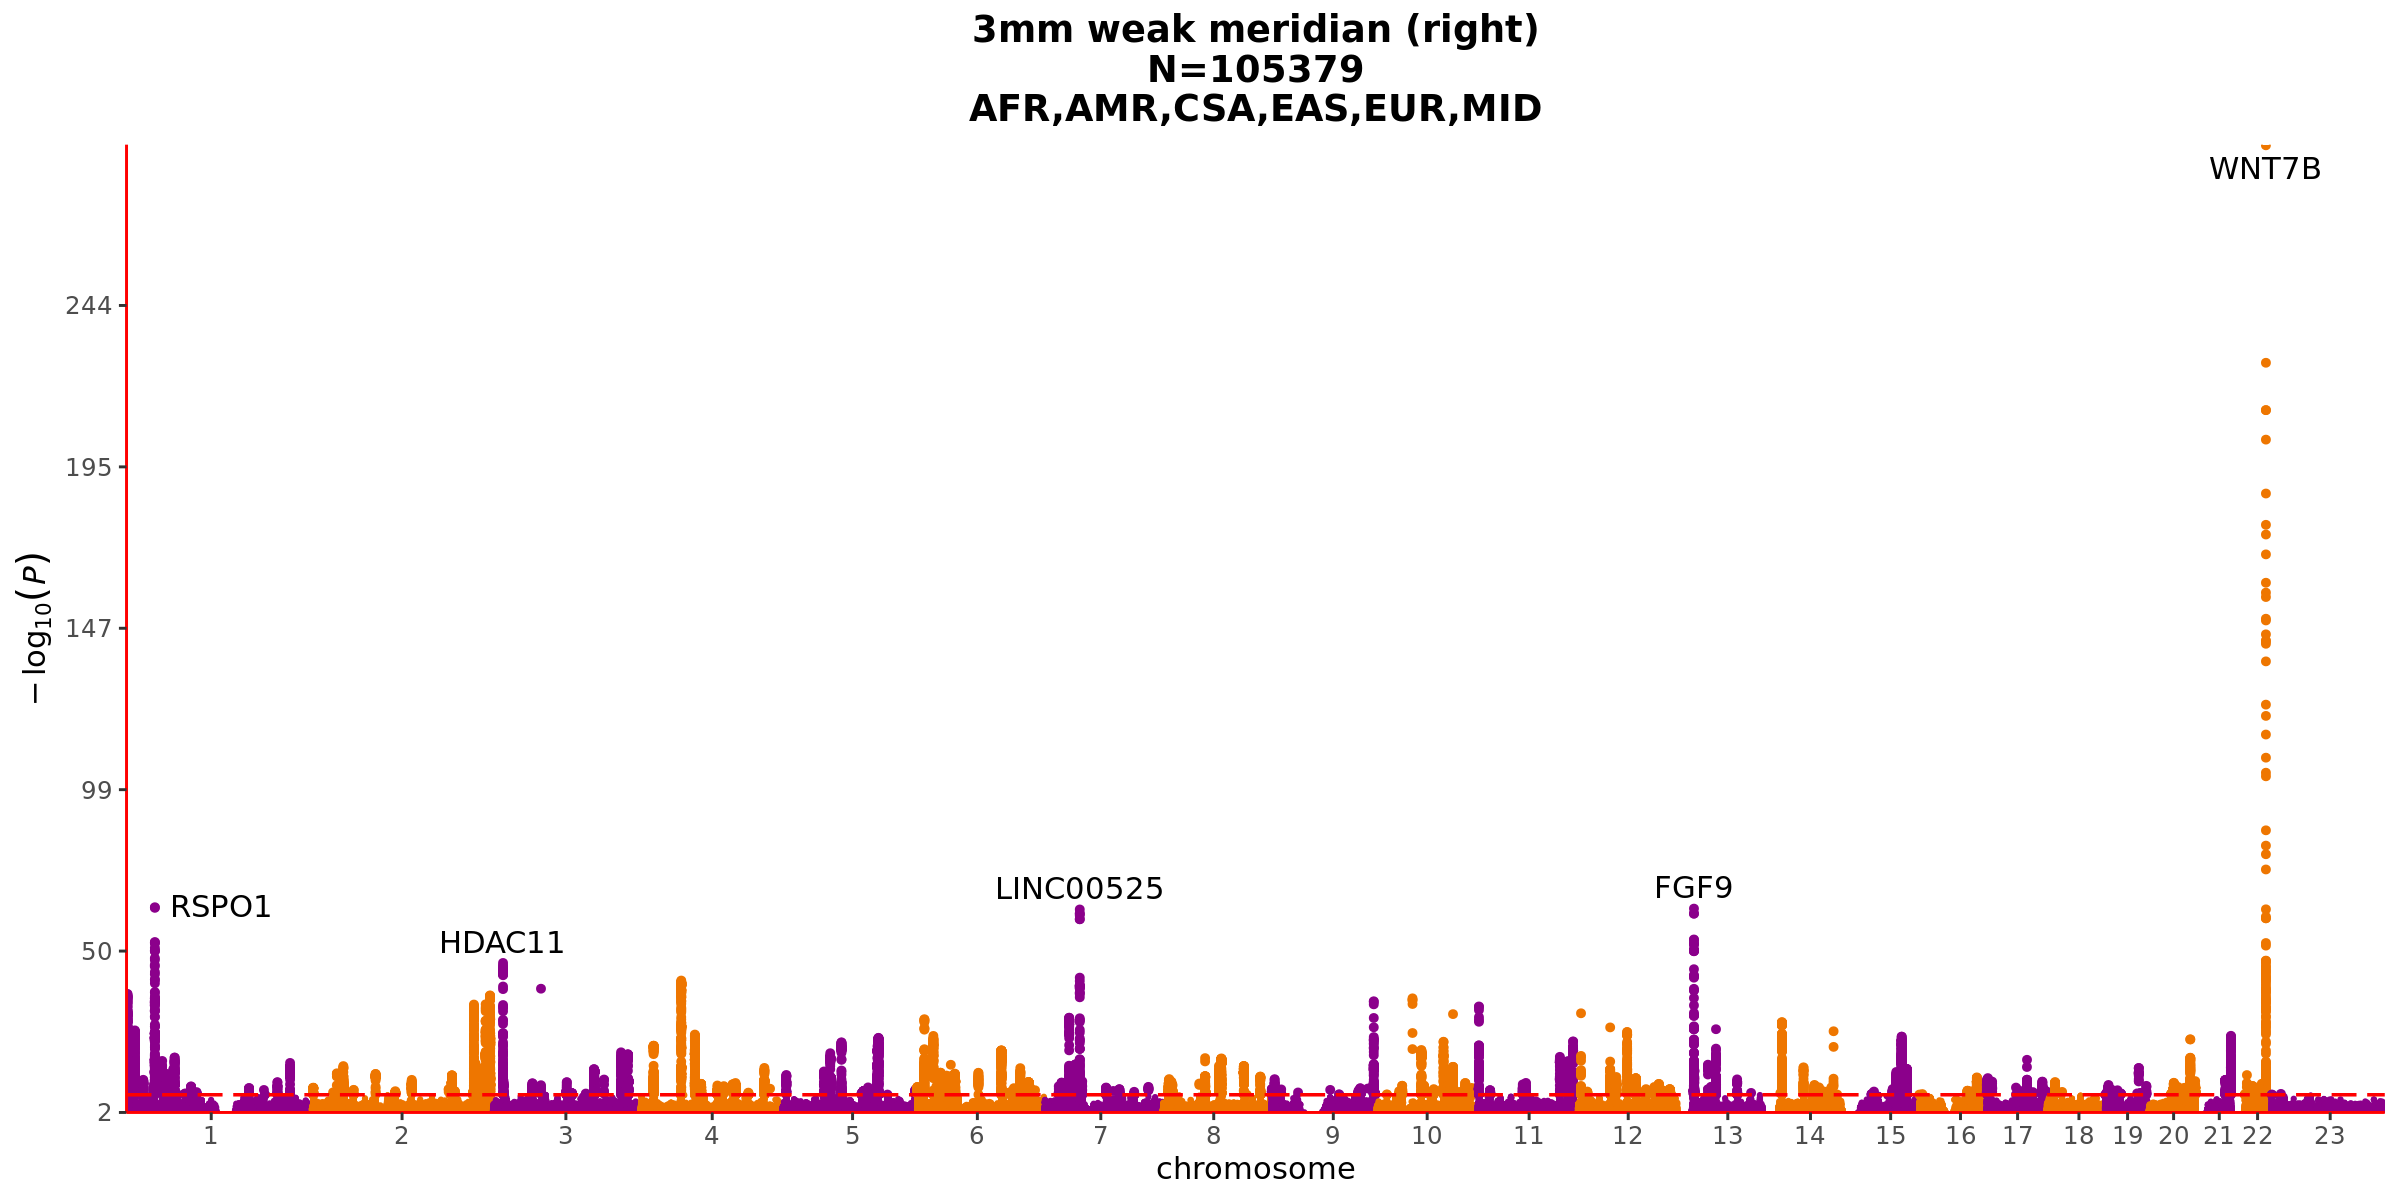 3mm weak meridian (right)
N=105379
AFR,AMR,CSA,EAS,EUR,MID
WNT7B
244
195
147
99
50
2
−log10(P)
RSPO1
HDAC11
LINC00525
FGF9
1 2 3 4 5 6 7 8 9 10 11 12 13 14 15 16 17 18 19 20 21 22 23
chromosome